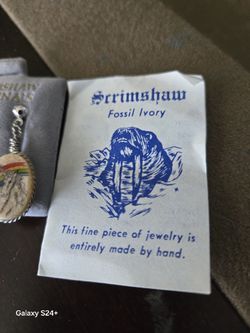 Scrimshaw
Fossil Ivory
This fine piece of jewelry is
entirely made by hand.
Galaxy S24+